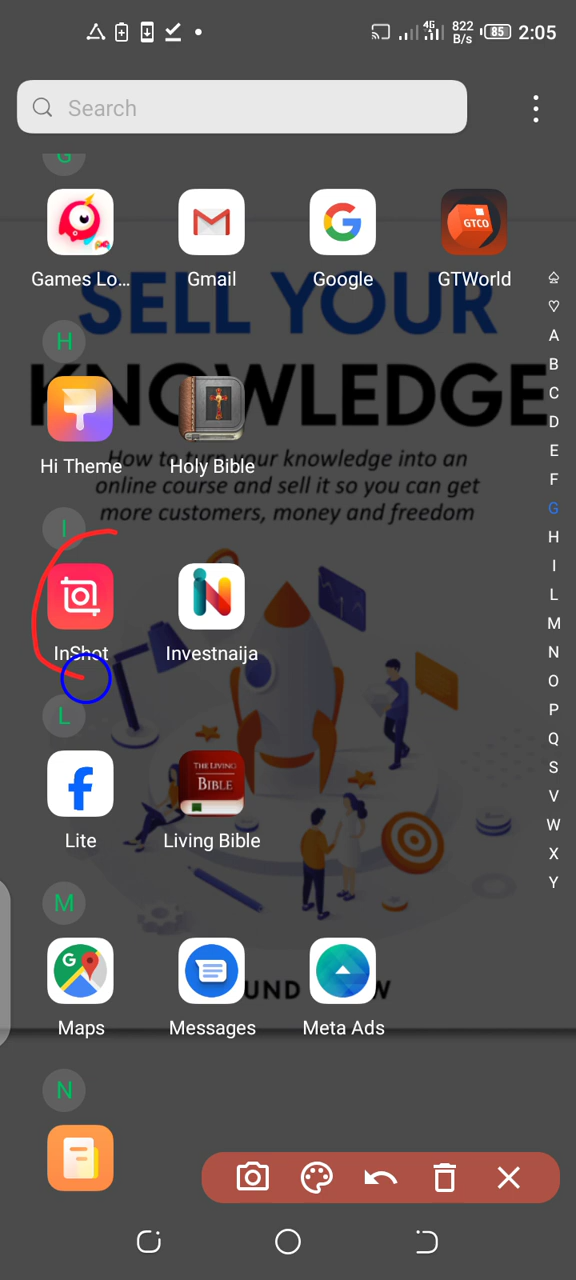 4G 822 B/s 85 2:05
Search
G
Games Lo... Gmail Google GTWorld
GTCO
SELL YOUR
H
KNOWLEDGE
Hi Theme Holy Bible
How to turn your knowledge into an
online course and sell it so you can get
more customers, money and freedom
I
InShot Investnaija
L
THE LIVING
BIBLE
Lite Living Bible
M
G
UND
W
Maps Messages Meta Ads
N
A
B
C
D
E
F
G
H
I
L
M
N
O
P
Q
S
V
W
X
Y